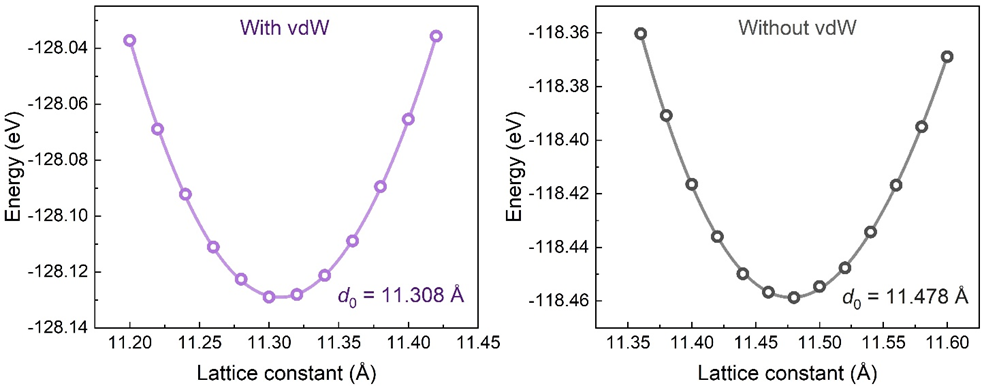 With vdW
-128.04
-128.06
-128.08
-128.10
-128.12
-128.14
Energy (eV)
d0 = 11.308 Å
11.20 11.25 11.30 11.35 11.40 11.45
Lattice constant (Å)
Without vdW
-118.36
-118.38
-118.40
-118.42
-118.44
-118.46
Energy (eV)
d0 = 11.478 Å
11.35 11.40 11.45 11.50 11.55 11.60
Lattice constant (Å)